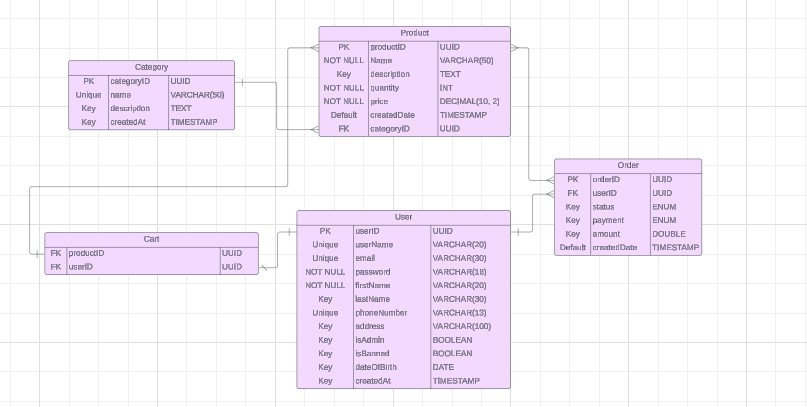 Product
PK productID UUID
NOT NULL Name VARCHAR(50)
Key description TEXT
NOT NULL quantity INT
NOT NULL price DECIMAL(10, 2)
Default createdDate TIMESTAMP
FK categoryID UUID
Category
PK categoryID UUID
Unique name VARCHAR(50)
Key description TEXT
Key createdAt TIMESTAMP
Order
PK orderID UUID
FK userID UUID
Key status ENUM
Key payment ENUM
Key amount DOUBLE
Default createdDate TIMESTAMP
User
PK userID UUID
Unique userName VARCHAR(20)
Unique email VARCHAR(30)
NOT NULL password VARCHAR(18)
NOT NULL firstName VARCHAR(20)
Key lastName VARCHAR(30)
Unique phoneNumber VARCHAR(13)
Key address VARCHAR(100)
Key isAdmin BOOLEAN
Key isBanned BOOLEAN
Key dateOfBirth DATE
Key createdAt TIMESTAMP
Cart
FK productID UUID
FK userID UUID